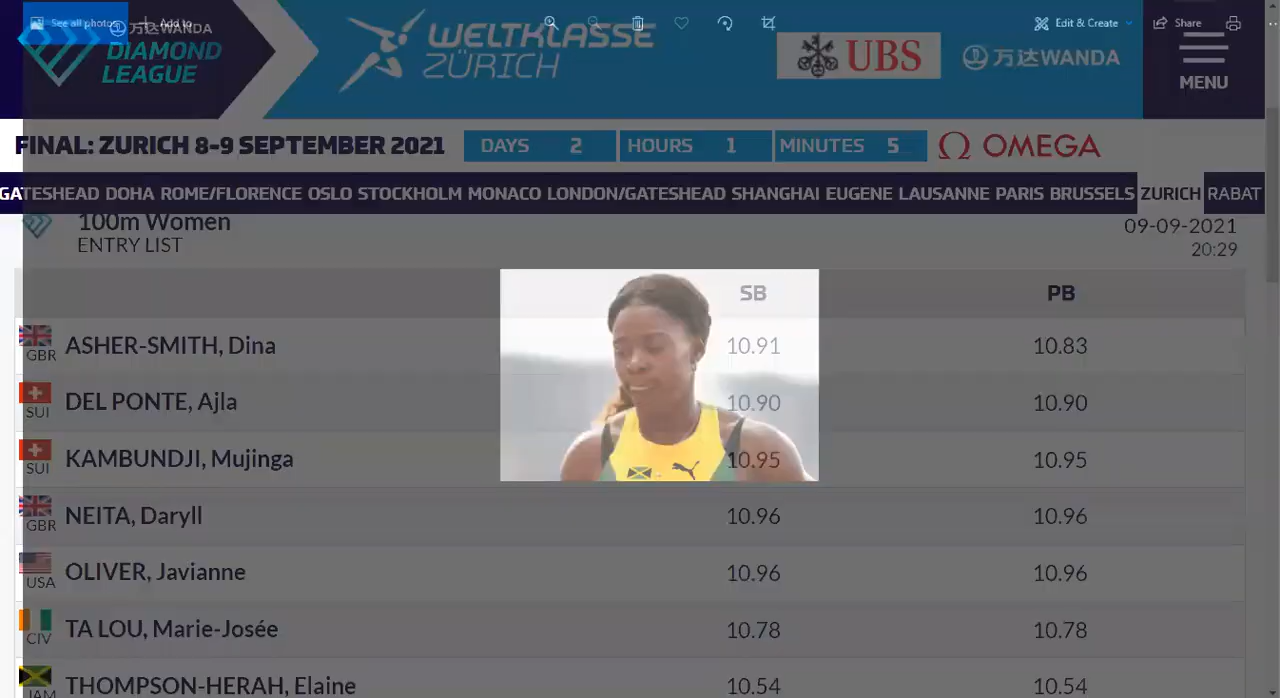 See all photos
Add to
Edit & Create
Share
万达WANDA
DIAMOND
LEAGUE
WELTKLASSE
ZÜRICH
UBS
万达WANDA
MENU
FINAL: ZURICH 8-9 SEPTEMBER 2021
DAYS 2 HOURS 1 MINUTES 5
OMEGA
GATESHEAD DOHA ROME/FLORENCE OSLO STOCKHOLM MONACO LONDON/GATESHEAD SHANGHAI EUGENE LAUSANNE PARIS BRUSSELS ZURICH RABAT
100m Women
ENTRY LIST
09-09-2021
20:29
SB PB
GBR ASHER-SMITH, Dina 10.91 10.83
SUI DEL PONTE, Ajla 10.90 10.90
SUI KAMBUNDJI, Mujinga 10.95 10.95
GBR NEITA, Daryll 10.96 10.96
USA OLIVER, Javianne 10.96 10.96
CIV TA LOU, Marie-Josée 10.78 10.78
JAM THOMPSON-HERAH, Elaine 10.54 10.54